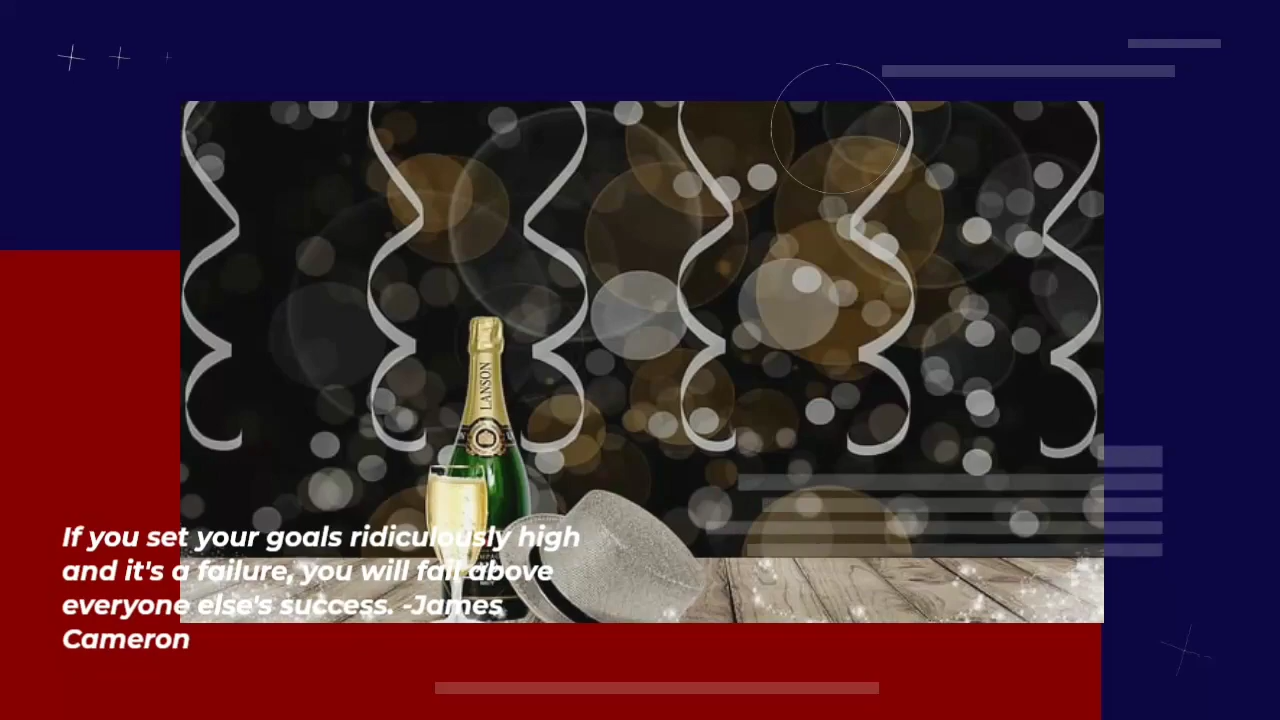 LANSON
If you set your goals ridiculously high
and it's a failure, you will fail above
everyone else's success. -James
Cameron